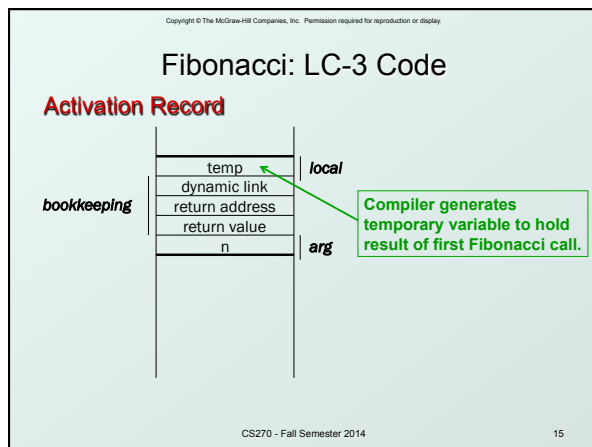 Copyright © The McGraw-Hill Companies, Inc. Permission required for reproduction or display.
Fibonacci: LC-3 Code
Activation Record
temp
local
dynamic link
bookkeeping
return address
return value
n
arg
Compiler generates
temporary variable to hold
result of first Fibonacci call.
CS270 - Fall Semester 2014
15